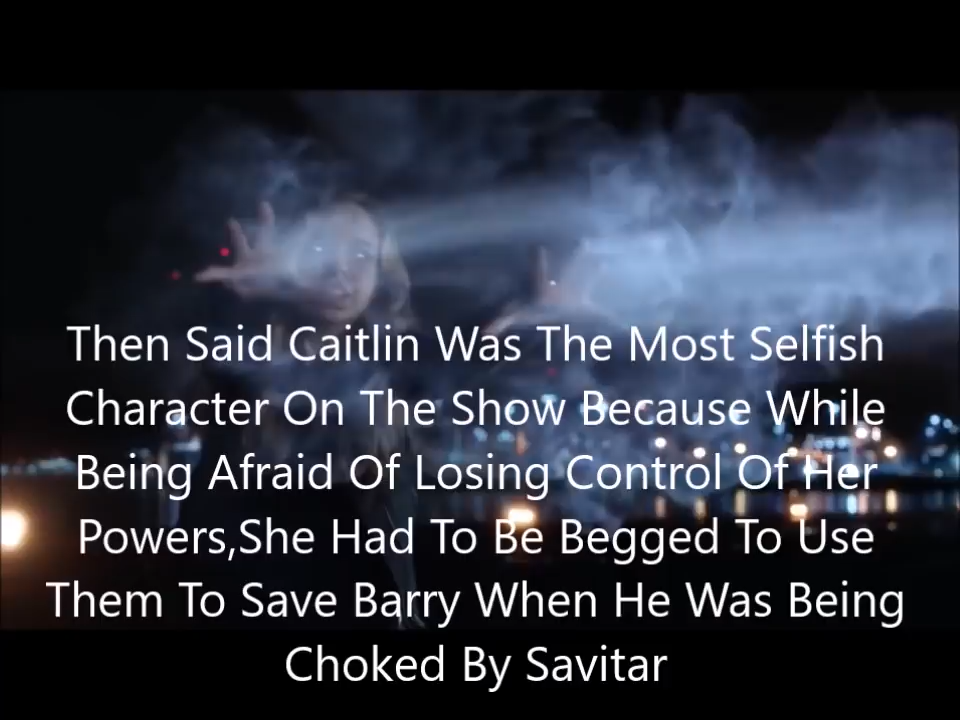 Then Said Caitlin Was The Most Selfish
Character On The Show Because While
Being Afraid Of Losing Control Of Her
Powers,She Had To Be Begged To Use
Them To Save Barry When He Was Being
Choked By Savitar